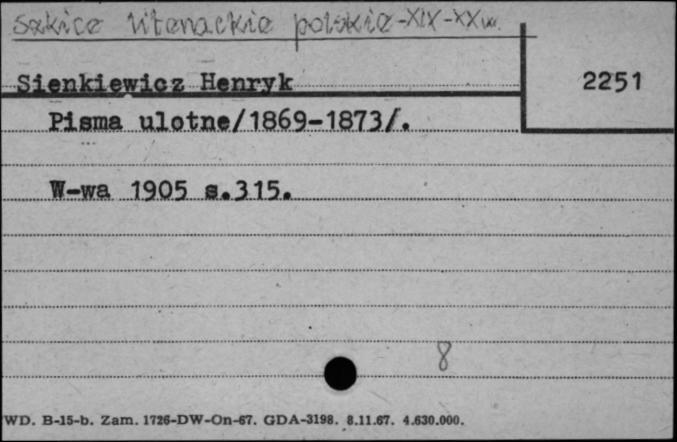 szkice literackie polskie-XIX-XXw.
Sienkiewicz Henryk
2251
Pisma ulotne/1869-1873/.
W-wa 1905 s.315.
8
WD. B-15-b. Zam. 1726-DW-On-67. GDA-3198. 8.11.67. 4.630.000.